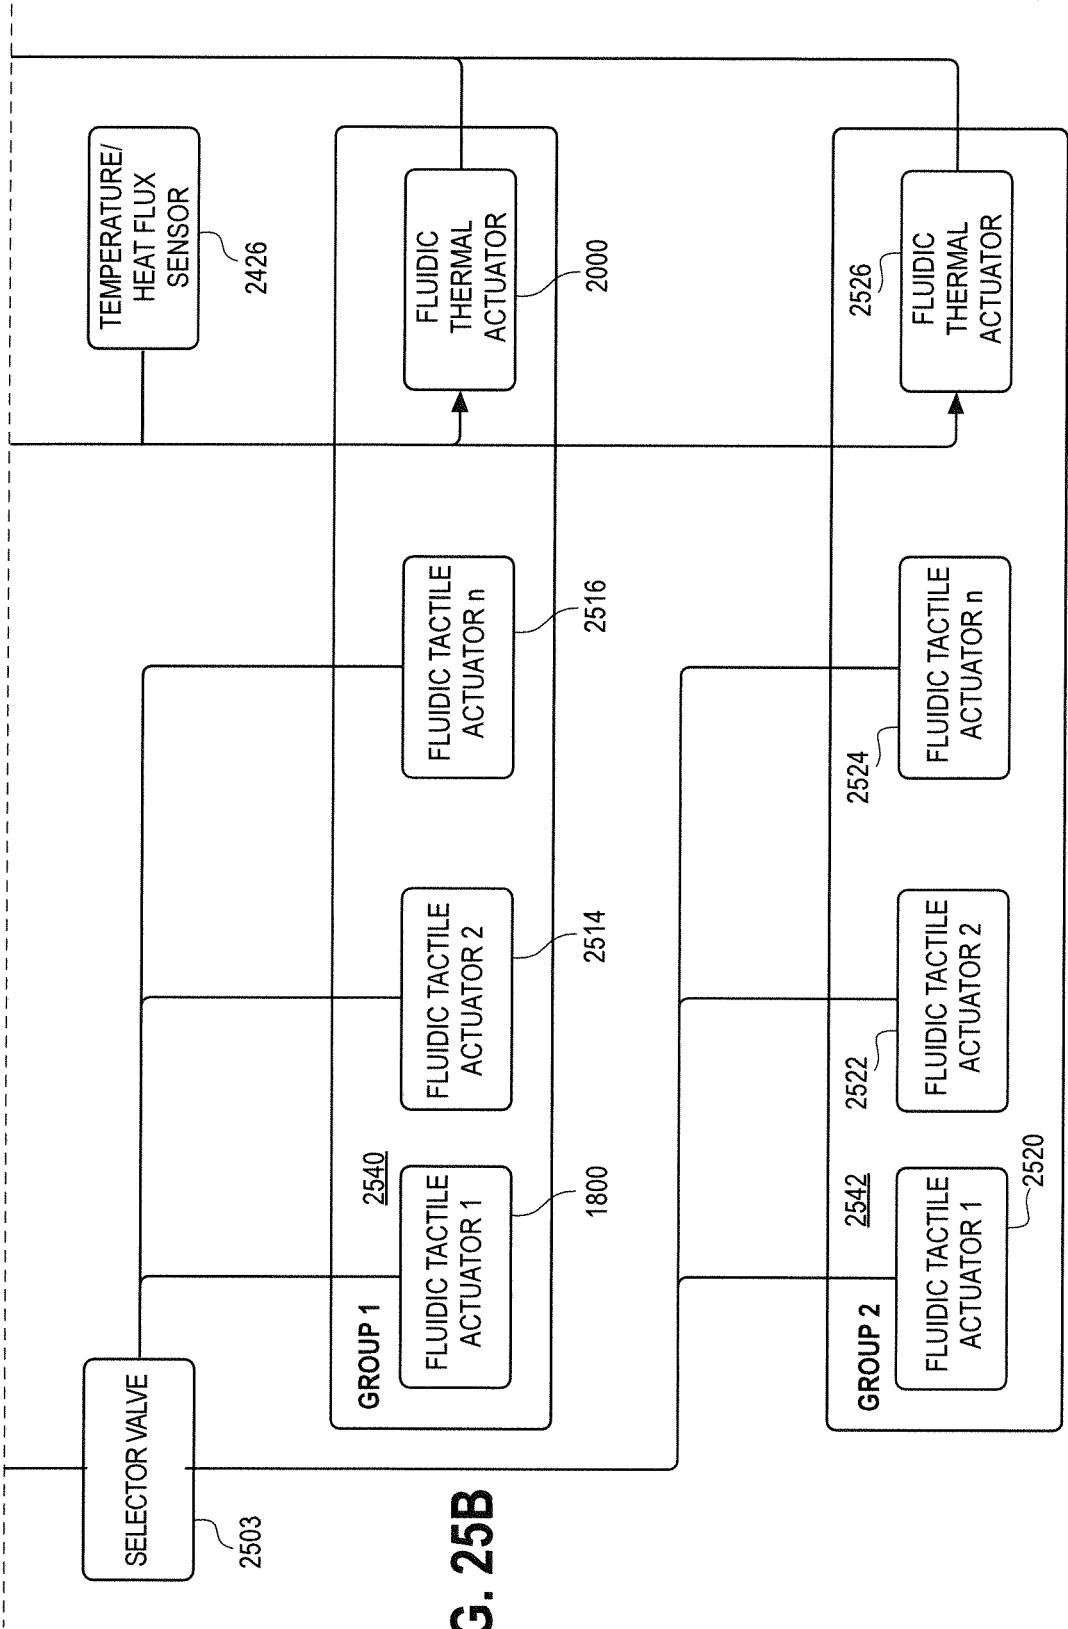 SELECTOR VALVE
2503
TEMPERATURE/
HEAT FLUX
SENSOR
2426
GROUP 1
2540
FLUIDIC TACTILE
ACTUATOR 1
1800
FLUIDIC TACTILE
ACTUATOR 2
2514
FLUIDIC TACTILE
ACTUATOR n
2516
FLUIDIC
THERMAL
ACTUATOR
2000
GROUP 2
2542
FLUIDIC TACTILE
ACTUATOR 1
2520
2522
FLUIDIC TACTILE
ACTUATOR 2
2524
FLUIDIC TACTILE
ACTUATOR n
2526
FLUIDIC
THERMAL
ACTUATOR
G. 25B